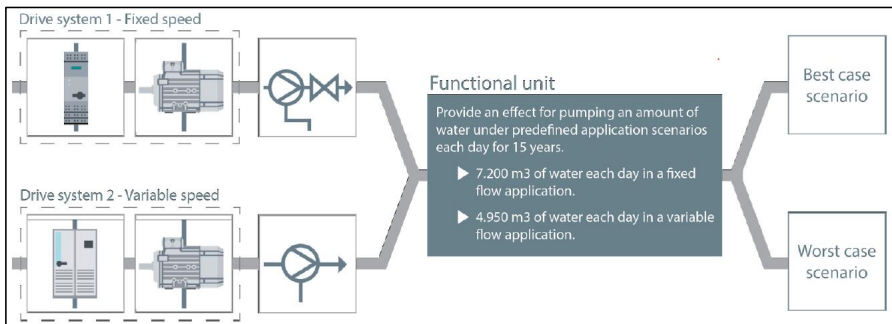 Drive system 1 - Fixed speed
Functional unit
Provide an effect for pumping an amount
of water under predefined application scenarios
each day for 15 years.
7.200 m3 of water each day in a fixed
flow application.
4.950 m3 of water each day in a variable
flow application.
Drive system 2 - Variable speed
Best case
scenario
Worst case
scenario